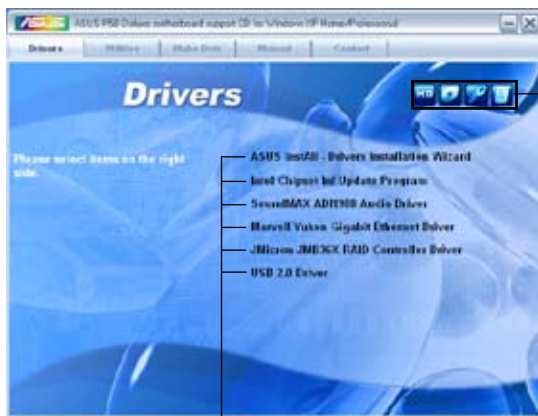 ASUS P5B Deluxe motherboard support CD for Windows XP Home/Professional
Drivers Utilities Make Disk Manual Contact
Drivers
Please select items on the right
side.
ASUS InstAll - Drivers Installation Wizard
Intel Chipset Inf Update Program
SoundMAX ADI1988 Audio Driver
Marvell Yukon Gigabit Ethernet Driver
JMicron JMB36X RAID Controller Driver
USB 2.0 Driver